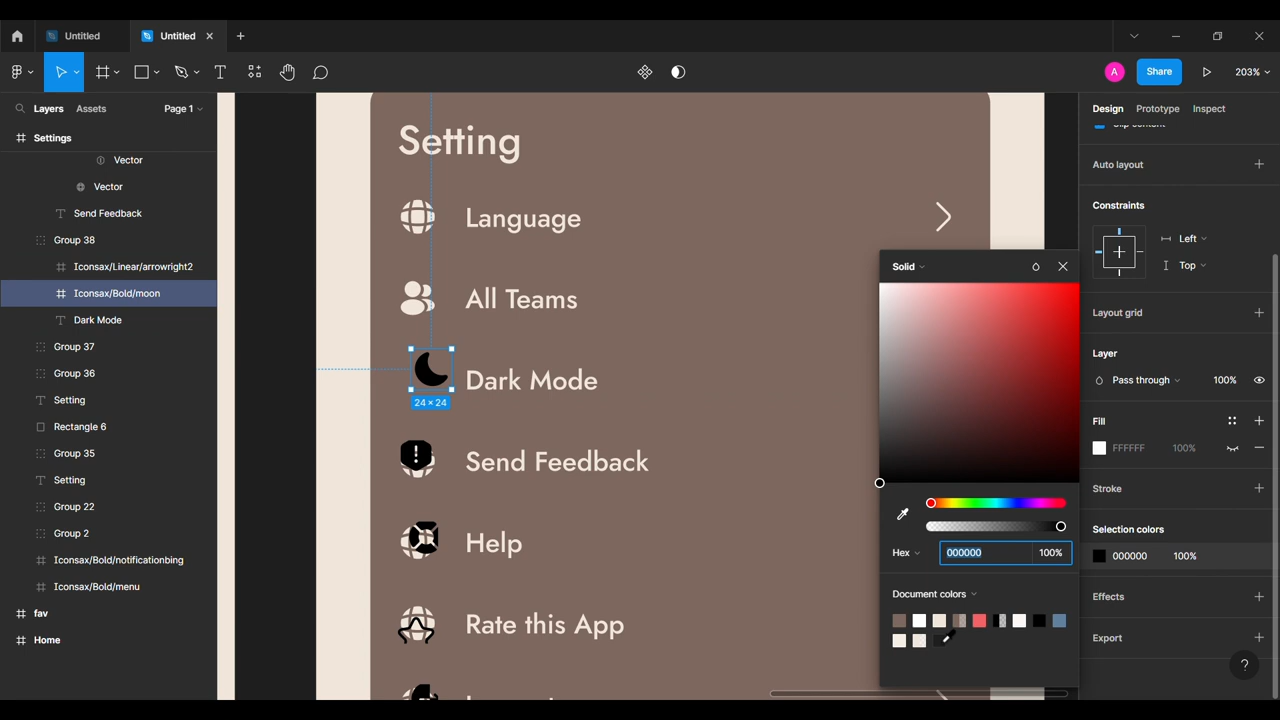 Untitled
Untitled
A
Share
203%
Layers
Assets
Page 1
Design
Prototype
Inspect
Settings
Vector
Vector
Send Feedback
Group 38
Iconsax/Linear/arrowright2
Iconsax/Bold/moon
Dark Mode
Group 37
Group 36
Setting
Rectangle 6
Group 35
Setting
Group 22
Group 2
Iconsax/Bold/notificationbing
Iconsax/Bold/menu
fav
Home
Setting
Language
All Teams
Dark Mode
24 × 24
Send Feedback
Help
Rate this App
Solid
Hex
000000
100%
Document colors
Clip content
Auto layout
Constraints
Left
Top
Layout grid
Layer
Pass through
100%
Fill
FFFFFF
100%
Stroke
Selection colors
000000
100%
Effects
Export
?